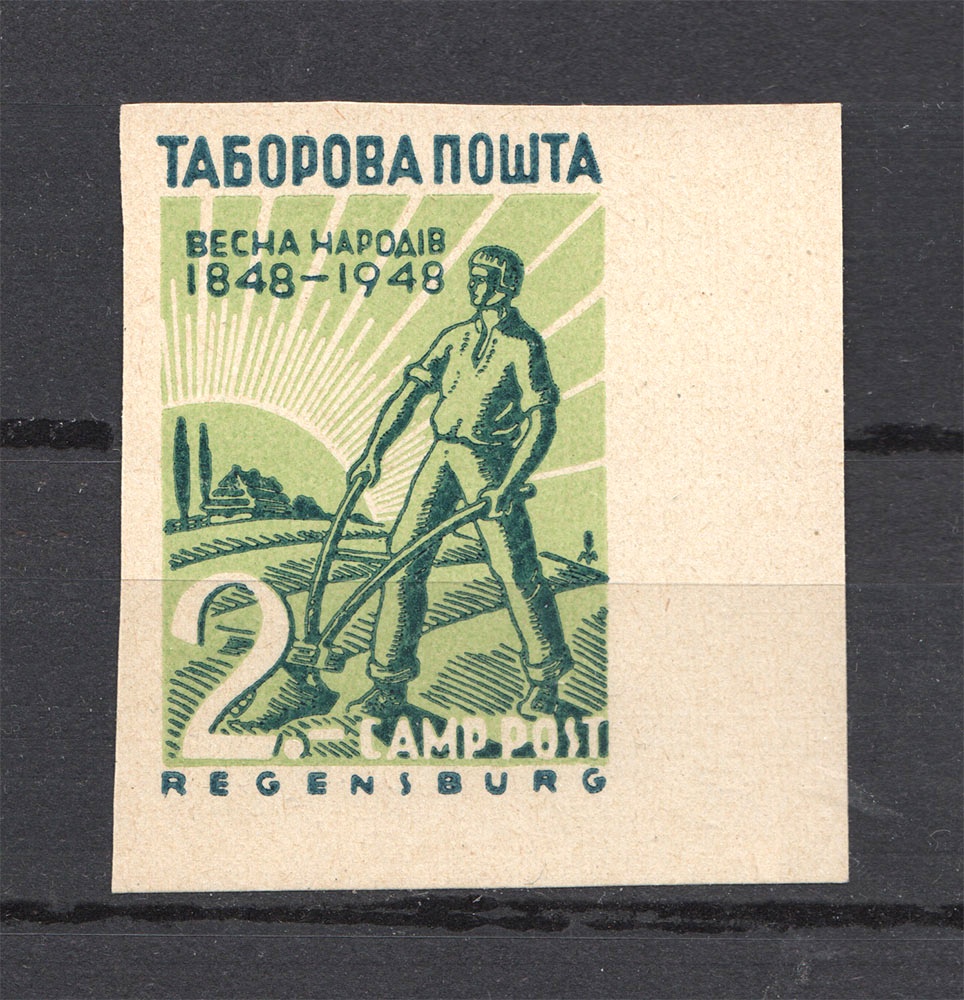 ТАБОРОВА ПОШТА
ВЕСНА НАРОДІВ
1848-1948
2.-
CAMP POST
REGENSBURG